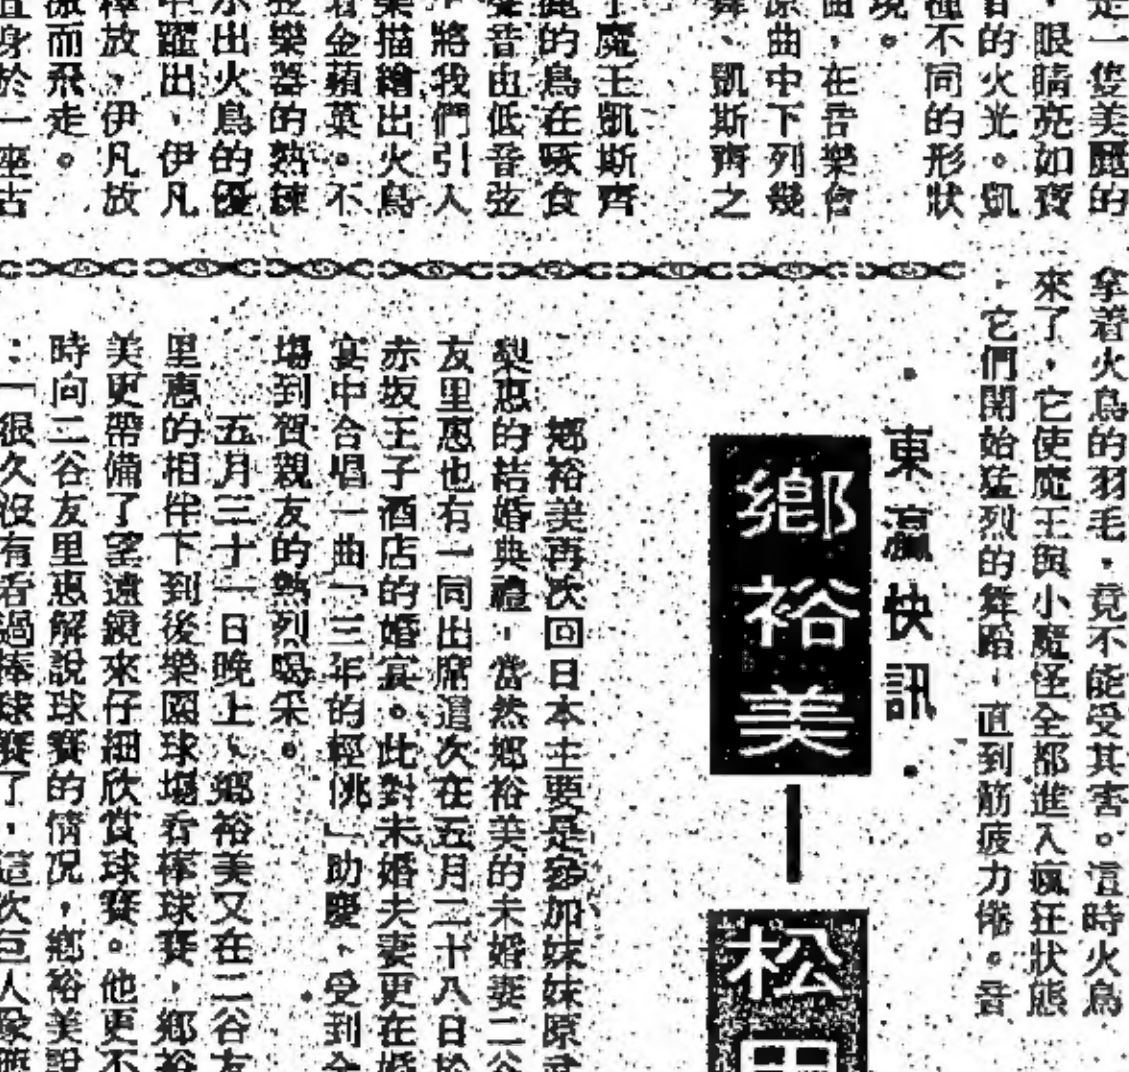 走一隻美麗的
，眼睛亮如寶
的火光。凱
種不同的形狀
境。
曲，在音樂會
原曲中下列幾
舞、凱斯齊之
魔王凱斯齊
的鳥在啄食
聲音由低音弦
，將我們引人
樂描繪出火鳥
着金蘋菓。不
弦樂器的熱練
出火鳥的優
中躍出，伊凡
釋放，伊凡放
激而飛走。
置身於一座古
拿着火鳥的羽毛，竟不能受其害。這時火鳥
來了，它使魔王與小魔怪全都進入瘋狂狀態
，它們開始猛烈的舞蹈，直到筋疲力倦。音
・東瀛快訊・
鄉裕美—松田
鄉裕美再次回日本主要是參加妹妹原武
梨惠的結婚典禮，當然鄉裕美的未婚妻二谷
友里惠也有一同出席這次在五月二十八日於
赤坂王子酒店的婚宴。此對未婚夫妻更在婚
宴中合唱一曲「三年的輕佻」助慶、受到全
場到賀親友的熱烈喝采。
五月三十一日晚上、鄉裕美又在二谷友
里惠的相伴下到後樂園球場看棒球賽，鄉裕
美更帶備了望遠鏡來仔細欣賞球賽。他更不
時向二谷友里惠解說球賽的情況，鄉裕美說
：「很久沒有看過棒球賽了，這次巨人隊